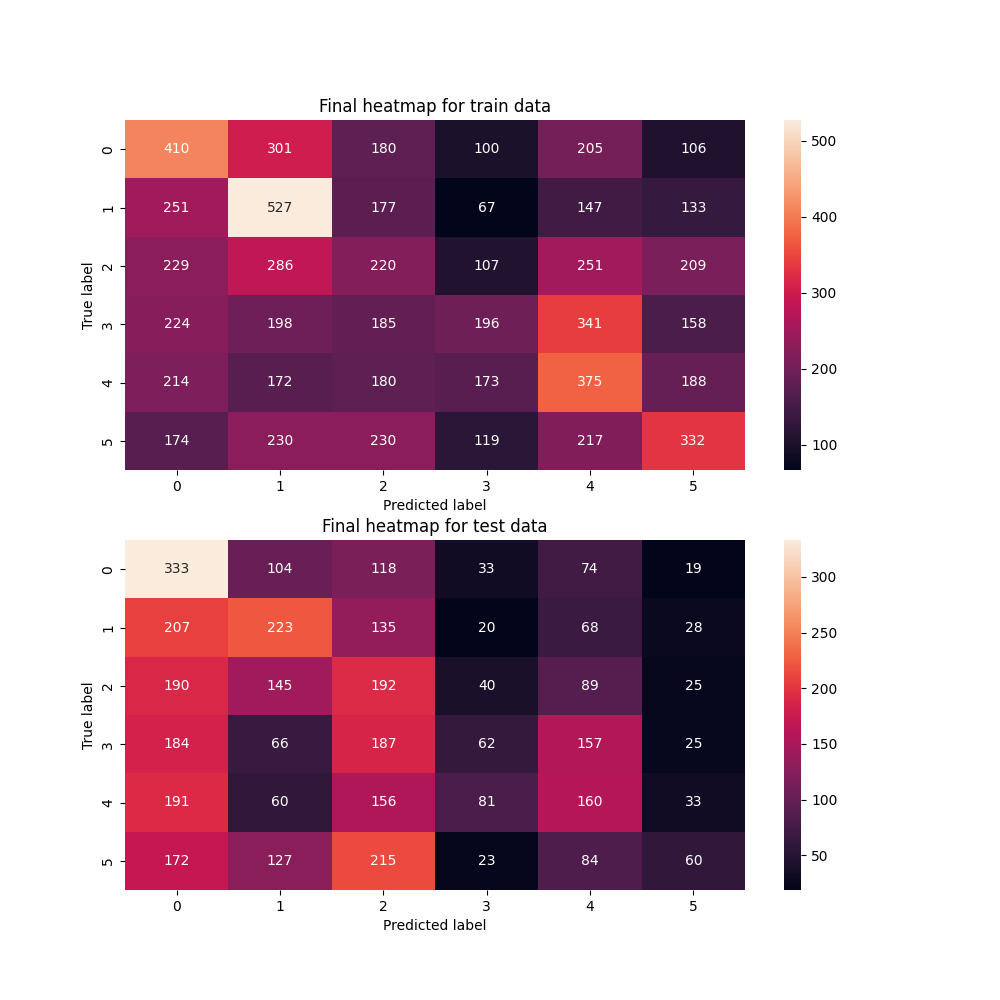 Final heatmap for train data
0 410 301 180 100 205 106
1 251 527 177 67 147 133
2 229 286 220 107 251 209
3 224 198 185 196 341 158
4 214 172 180 173 375 188
5 174 230 230 119 217 332
0 1 2 3 4 5
Predicted label
True label
500
400
300
200
100
Final heatmap for test data
0 333 104 118 33 74 19
1 207 223 135 20 68 28
2 190 145 192 40 89 25
3 184 66 187 62 157 25
4 191 60 156 81 160 33
5 172 127 215 23 84 60
0 1 2 3 4 5
Predicted label
True label
300
250
200
150
100
50